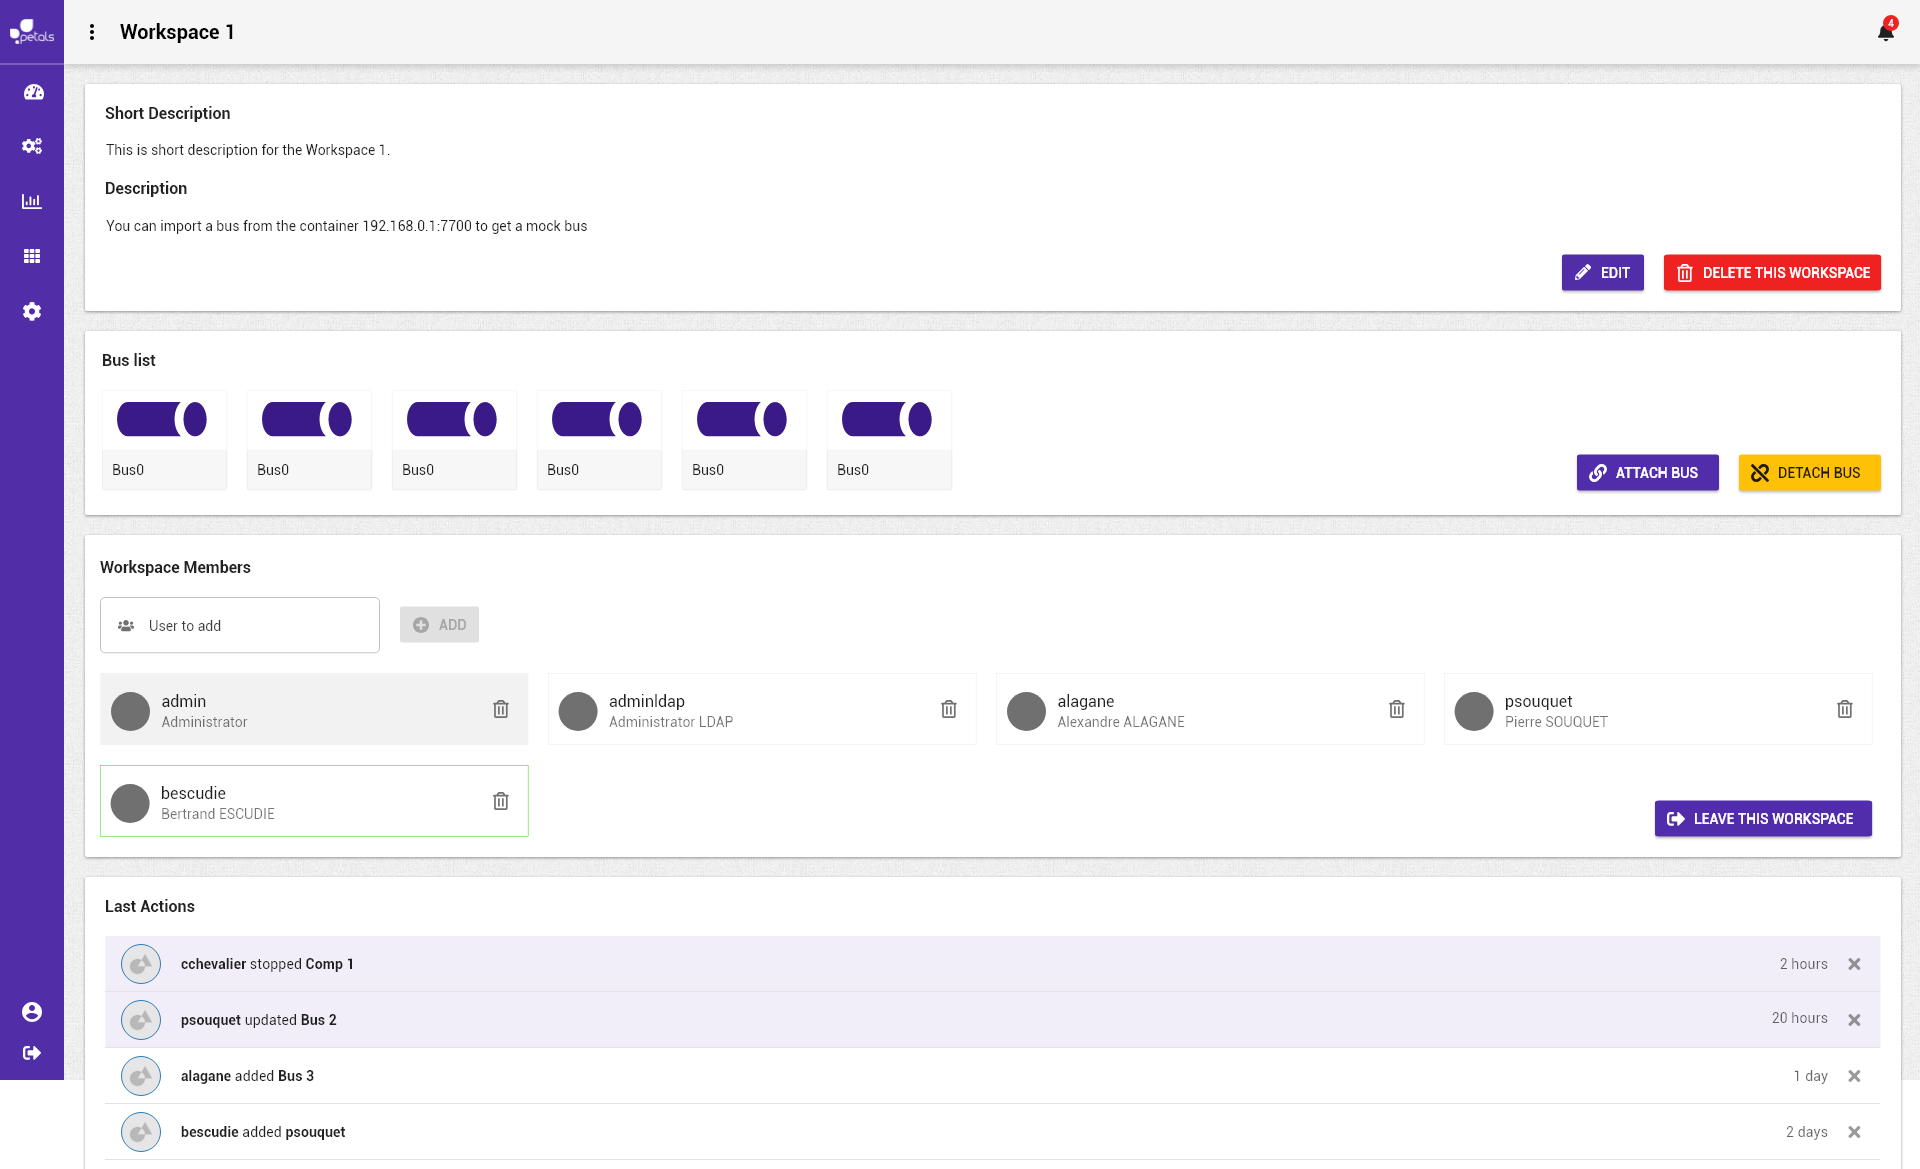 petals
Workspace 1
4
Short Description
This is short description for the Workspace 1.
Description
You can import a bus from the container 192.168.0.1:7700 to get a mock bus
EDIT
DELETE THIS WORKSPACE
Bus list
Bus0
Bus0
Bus0
Bus0
Bus0
Bus0
ATTACH BUS
DETACH BUS
Workspace Members
User to add
ADD
admin
Administrator
adminldap
Administrator LDAP
alagane
Alexandre ALAGANE
psouquet
Pierre SOUQUET
bescudie
Bertrand ESCUDIE
LEAVE THIS WORKSPACE
Last Actions
cchevalier stopped Comp 1
2 hours
psouquet updated Bus 2
20 hours
alagane added Bus 3
1 day
bescudie added psouquet
2 days